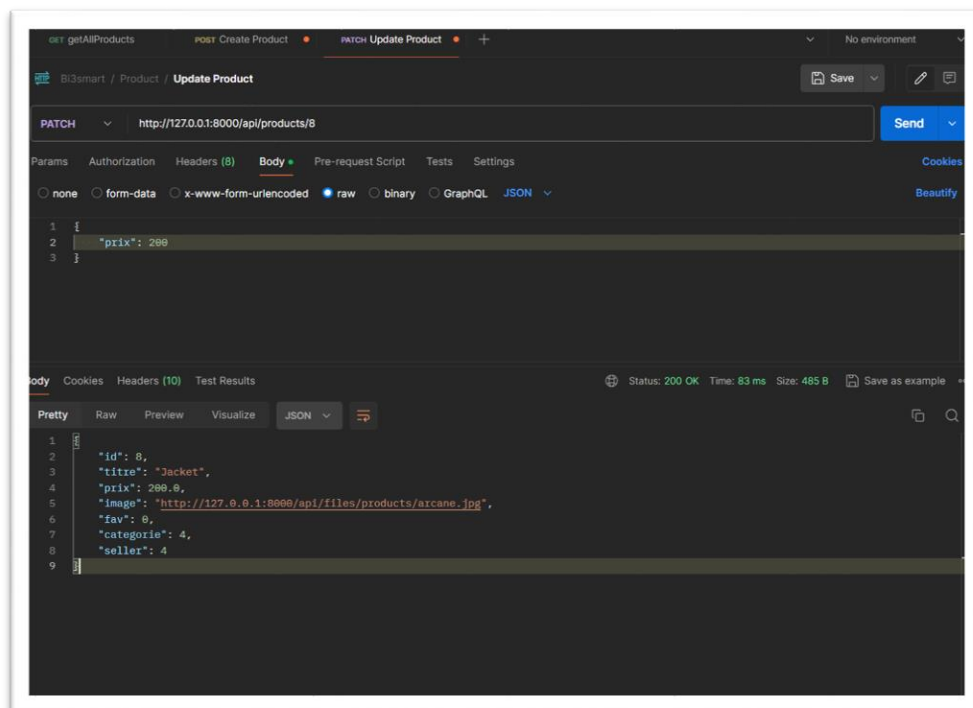 GET getAllProducts POST Create Product PATCH Update Product + No environment
HTTP Bi3smart / Product / Update Product Save
PATCH http://127.0.0.1:8000/api/products/8 Send
Params Authorization Headers (8) Body Pre-request Script Tests Settings Cookies
none form-data x-www-form-urlencoded raw binary GraphQL JSON Beautify
1 {
2 "prix": 200
3 }
Body Cookies Headers (10) Test Results Status: 200 OK Time: 83 ms Size: 485 B Save as example
Pretty Raw Preview Visualize JSON
1 {
2 "id": 8,
3 "titre": "Jacket",
4 "prix": 200.0,
5 "image": "http://127.0.0.1:8000/api/files/products/arcane.jpg",
6 "fav": 0,
7 "categorie": 4,
8 "seller": 4
9 }